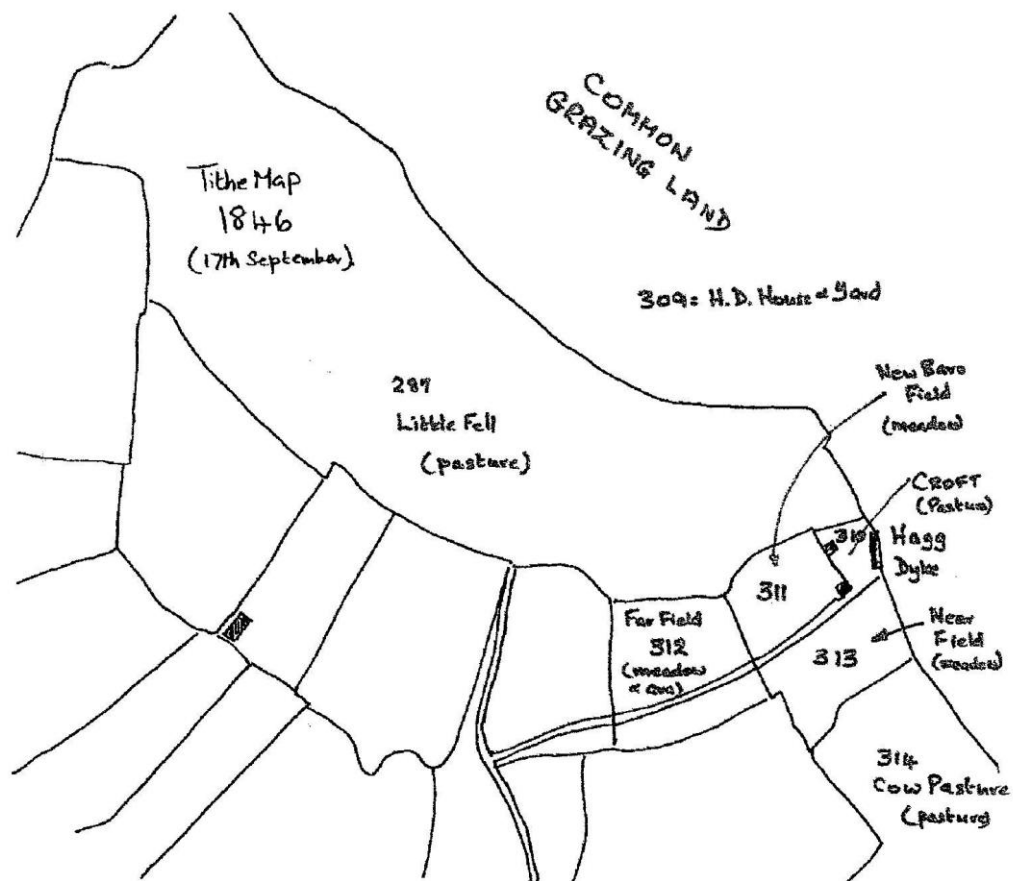 COMMON
GRAZING LAND
Tithe Map
1846
(17th September)
309 = H.D. House & Yard
New Barn
Field
(meadow)
287
Little Fell
(pasture)
CROFT
(Pasture)
310
Hagg
Dyke
311
Far Field
312
(meadow
&
Near
Field
(meadow)
313
314
Cow Pasture
(pasture)